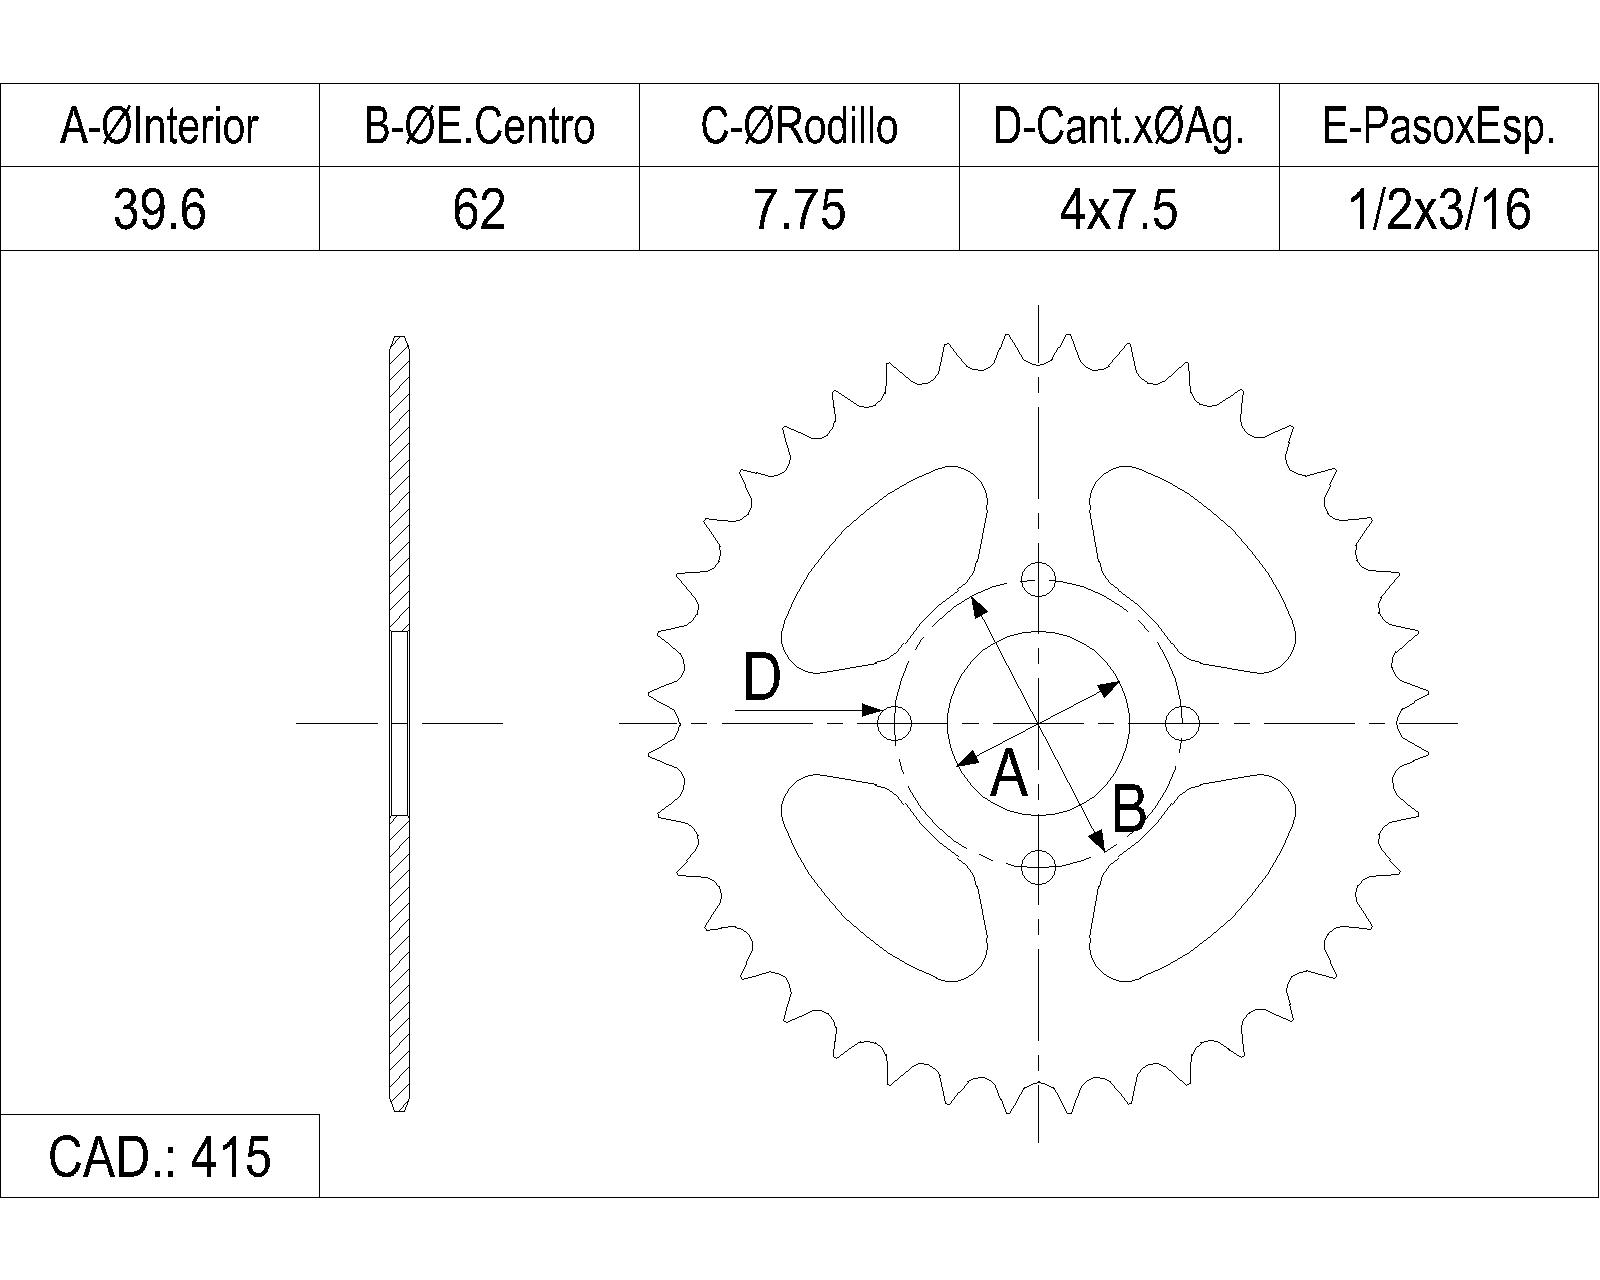 A-ØInterior B-ØE.Centro C-ØRodillo D-Cant.xØAg. E-PasoxEsp.
39.6 62 7.75 4x7.5 1/2x3/16
D
A
B
CAD.: 415